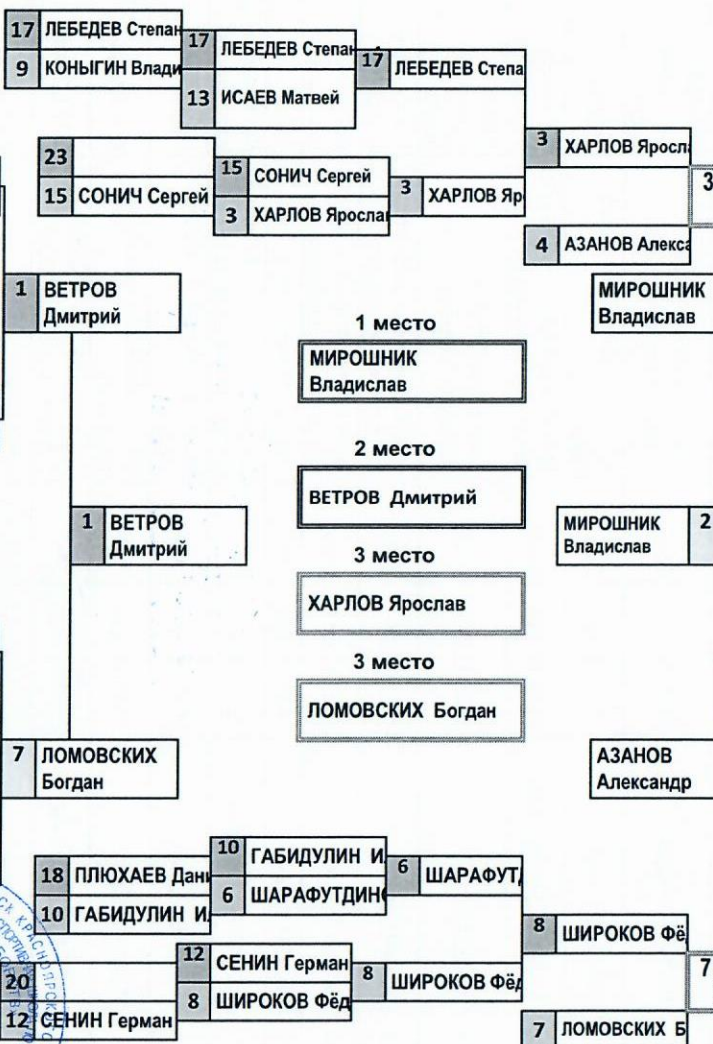 17 ЛЕБЕДЕВ Степан
9 КОНЫГИН Влади
17 ЛЕБЕДЕВ Степан
13 ИСАЕВ Матвей
17 ЛЕБЕДЕВ Степа
23
15 СОНИЧ Сергей
15 СОНИЧ Сергей
3 ХАРЛОВ Яросла
3 ХАРЛОВ Яр
3 ХАРЛОВ Яросл
4 АЗАНОВ Алекса
3
1 ВЕТРОВ
Дмитрий
МИРОШНИК
Владислав
1 место
МИРОШНИК
Владислав
2 место
ВЕТРОВ Дмитрий
1 ВЕТРОВ
Дмитрий
МИРОШНИК 2
Владислав
3 место
ХАРЛОВ Ярослав
3 место
ЛОМОВСКИХ Богдан
7 ЛОМОВСКИХ
Богдан
АЗАНОВ
Александр
18 ПЛЮХАЕВ Дани
10 ГАБИДУЛИН И
10 ГАБИДУЛИН И
6 ШАРАФУТДИН
6 ШАРАФУТ
20
12 СЕНИН Герман
12 СЕНИН Герман
8 ШИРОКОВ Фёд
8 ШИРОКОВ Фёд
8 ШИРОКОВ Фё
7 ЛОМОВСКИХ Б
7